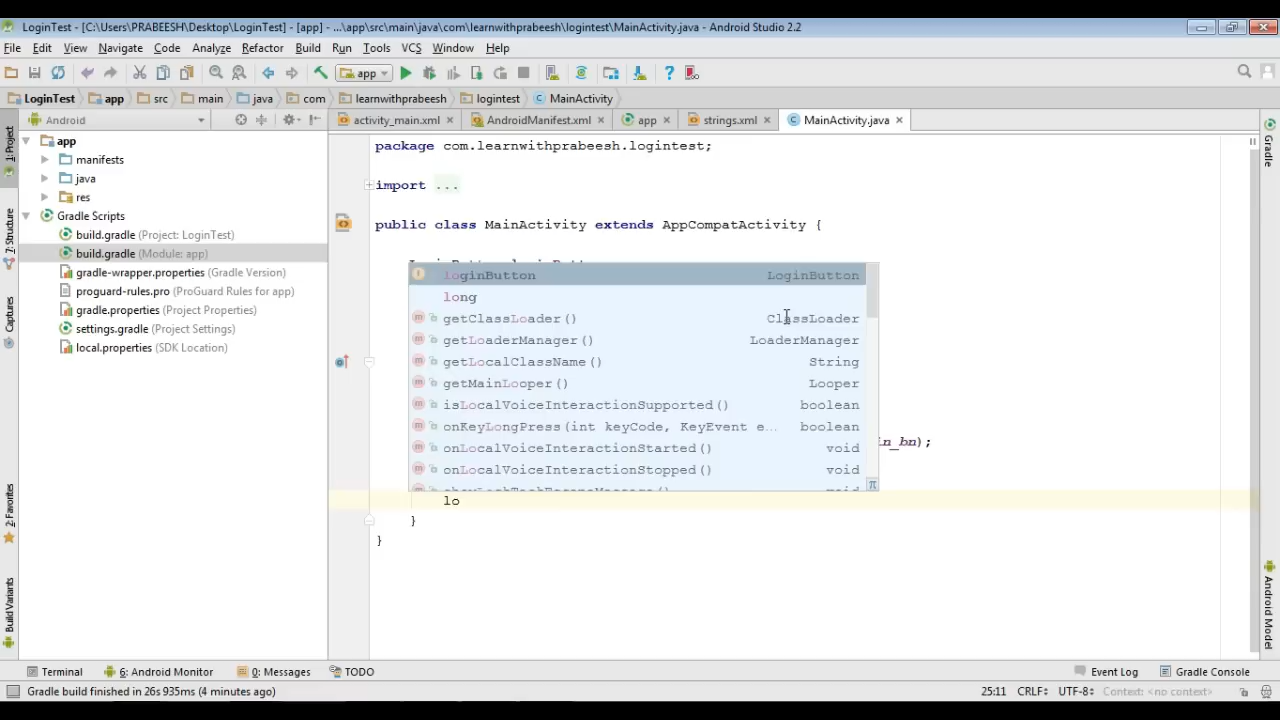 LoginTest - [C:\Users\PRABEESH\Desktop\LoginTest] - [app] - ...\app\src\main\java\com\learnwithprabeesh\logintest\MainActivity.java - Android Studio 2.2
File Edit View Navigate Code Analyze Refactor Build Run Tools VCS Window Help
app
LoginTest app src main java com learnwithprabeesh logintest MainActivity
Android
activity_main.xml AndroidManifest.xml app strings.xml MainActivity.java
1: Project
7: Structure
Captures
2: Favorites
Build Variants
app
manifests
java
res
Gradle Scripts
build.gradle (Project: LoginTest)
build.gradle (Module: app)
gradle-wrapper.properties (Gradle Version)
proguard-rules.pro (ProGuard Rules for app)
gradle.properties (Project Properties)
settings.gradle (Project Settings)
local.properties (SDK Location)
package com.learnwithprabeesh.logintest;
import ...
public class MainActivity extends AppCompatActivity {
loginButton LoginButton
long
getClassLoader() ClassLoader
getLoaderManager() LoaderManager
getLocalClassName() String
getMainLooper() Looper
isLocalVoiceInteractionSupported() boolean
onKeyLongPress(int keyCode, KeyEvent e... boolean
in_bn);
onLocalVoiceInteractionStarted() void
onLocalVoiceInteractionStopped() void
lo
}
}
Gradle
Android Model
Terminal 6: Android Monitor 0: Messages TODO Event Log Gradle Console
Gradle build finished in 26s 935ms (4 minutes ago) 25:11 CRLF UTF-8 Context: <no context>